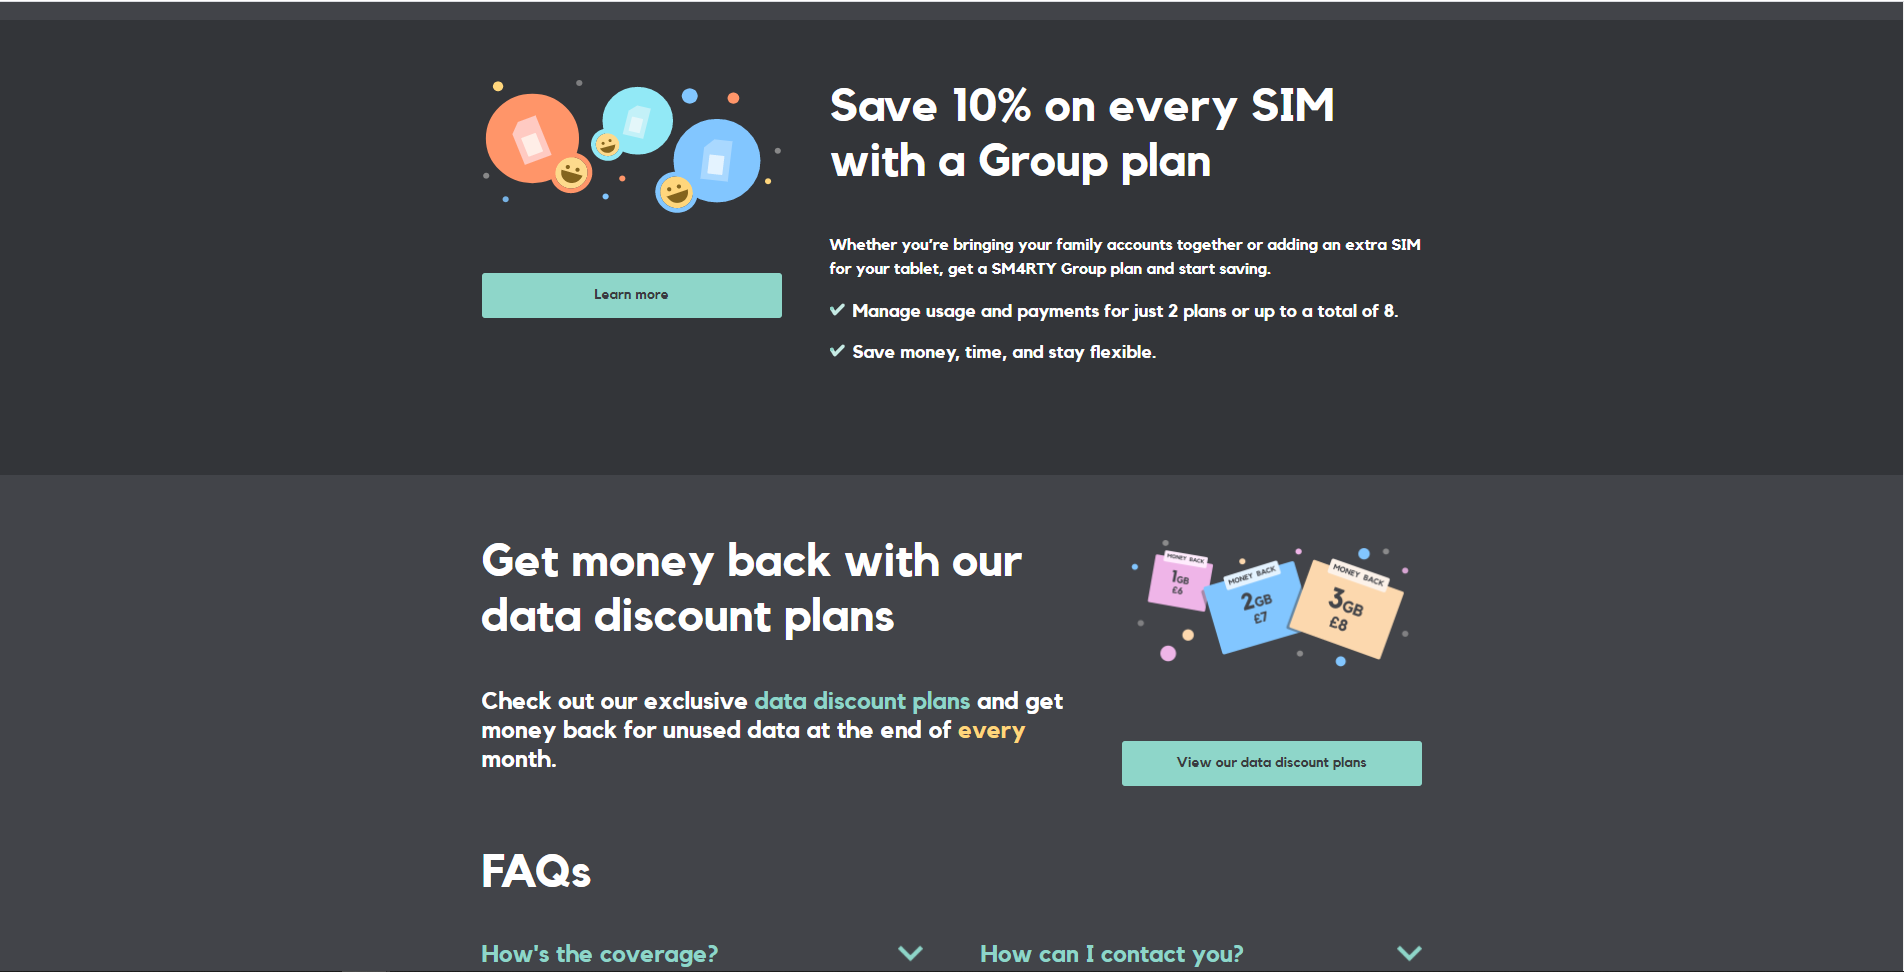 Save 10% on every SIM
with a Group plan
Whether you're bringing your family accounts together or adding an extra SIM
for your tablet, get a SM4RTY Group plan and start saving.
Learn more
Manage usage and payments for just 2 plans or up to a total of 8.
Save money, time, and stay flexible.
Get money back with our
data discount plans
MONEY BACK
1GB
£6
MONEY BACK
2GB
£7
MONEY BACK
3GB
£8
Check out our exclusive data discount plans and get
money back for unused data at the end of every
month.
View our data discount plans
FAQs
How's the coverage?
How can I contact you?